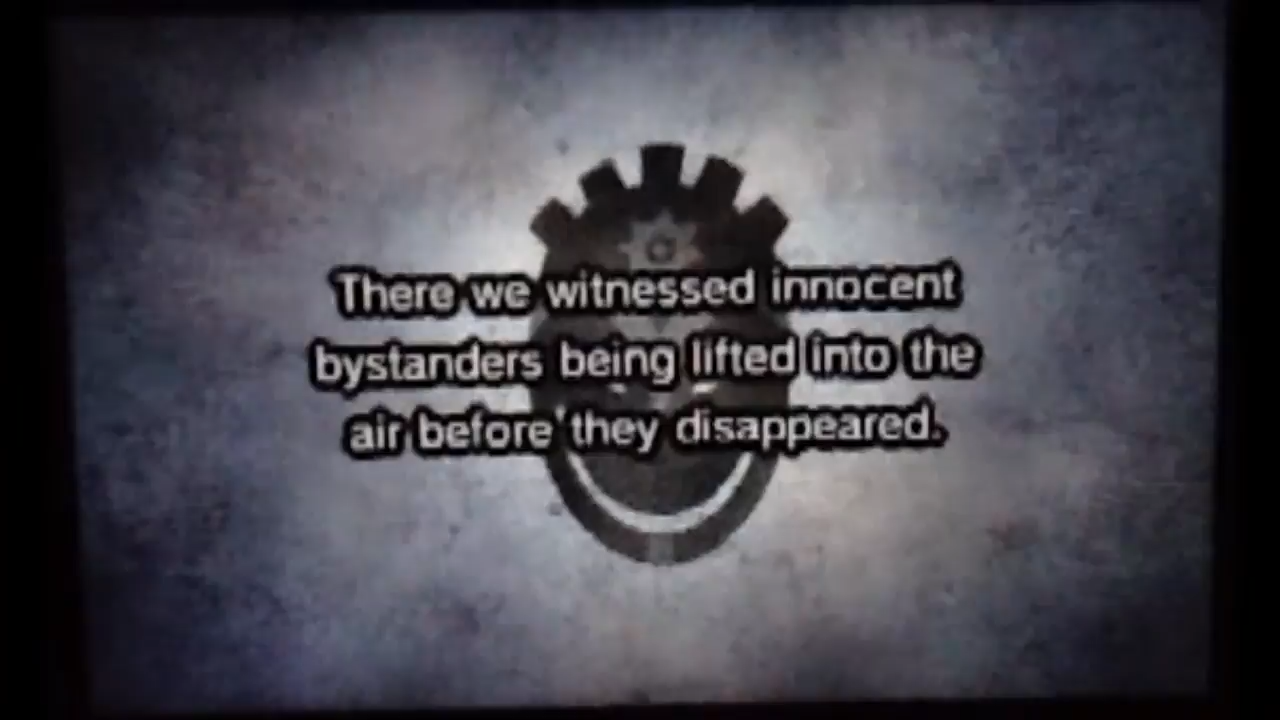 There we witnessed innocent
bystanders being lifted into the
air before they disappeared.